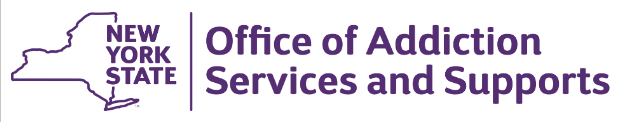 NEW
YORK
STATE
Office of Addiction
Services and Supports